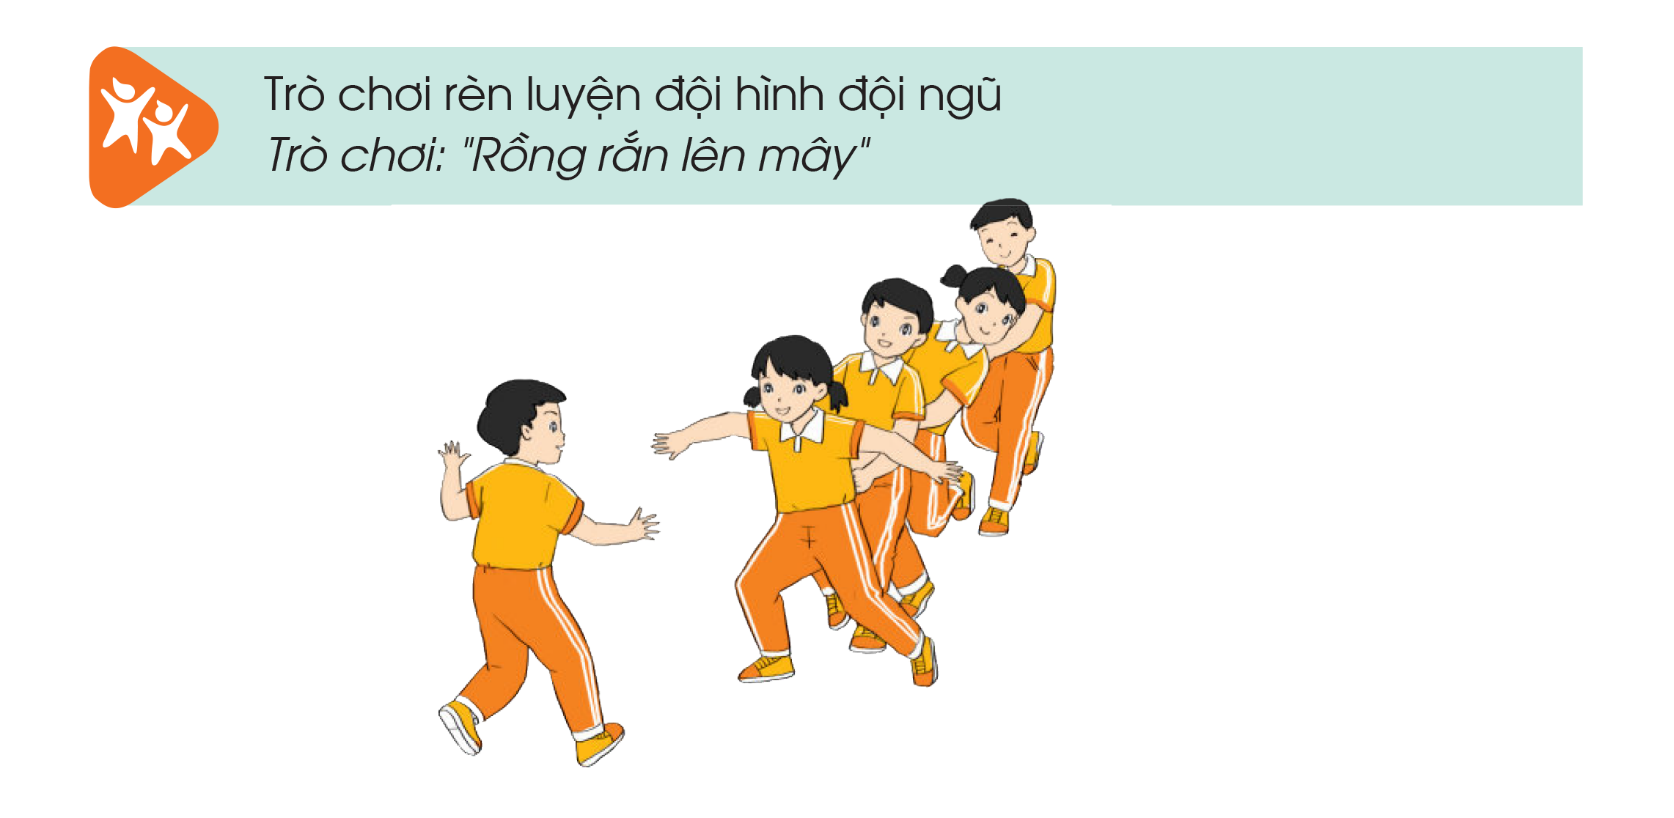 Trò chơi rèn luyện đội hình đội ngũ
Trò chơi: "Rồng rắn lên mây"